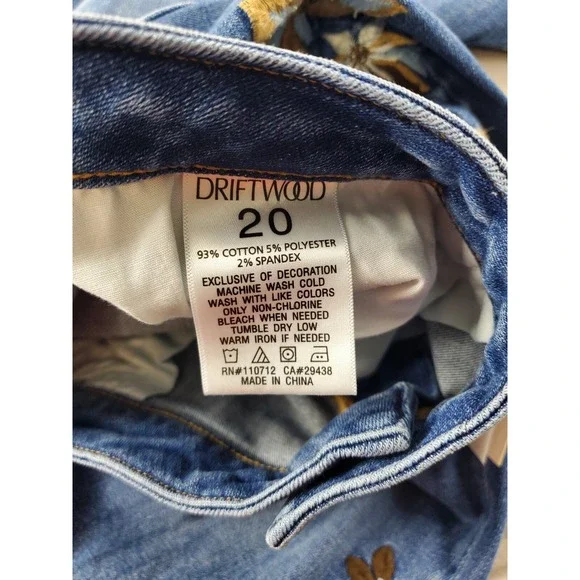 DRIFTWOOD
20
93% COTTON 5% POLYESTER
2% SPANDEX
EXCLUSIVE OF DECORATION
MACHINE WASH COLD
WASH WITH LIKE COLORS
ONLY NON-CHLORINE
BLEACH WHEN NEEDED
TUMBLE DRY LOW
WARM IRON IF NEEDED
RN#110712 CA#29438
MADE IN CHINA